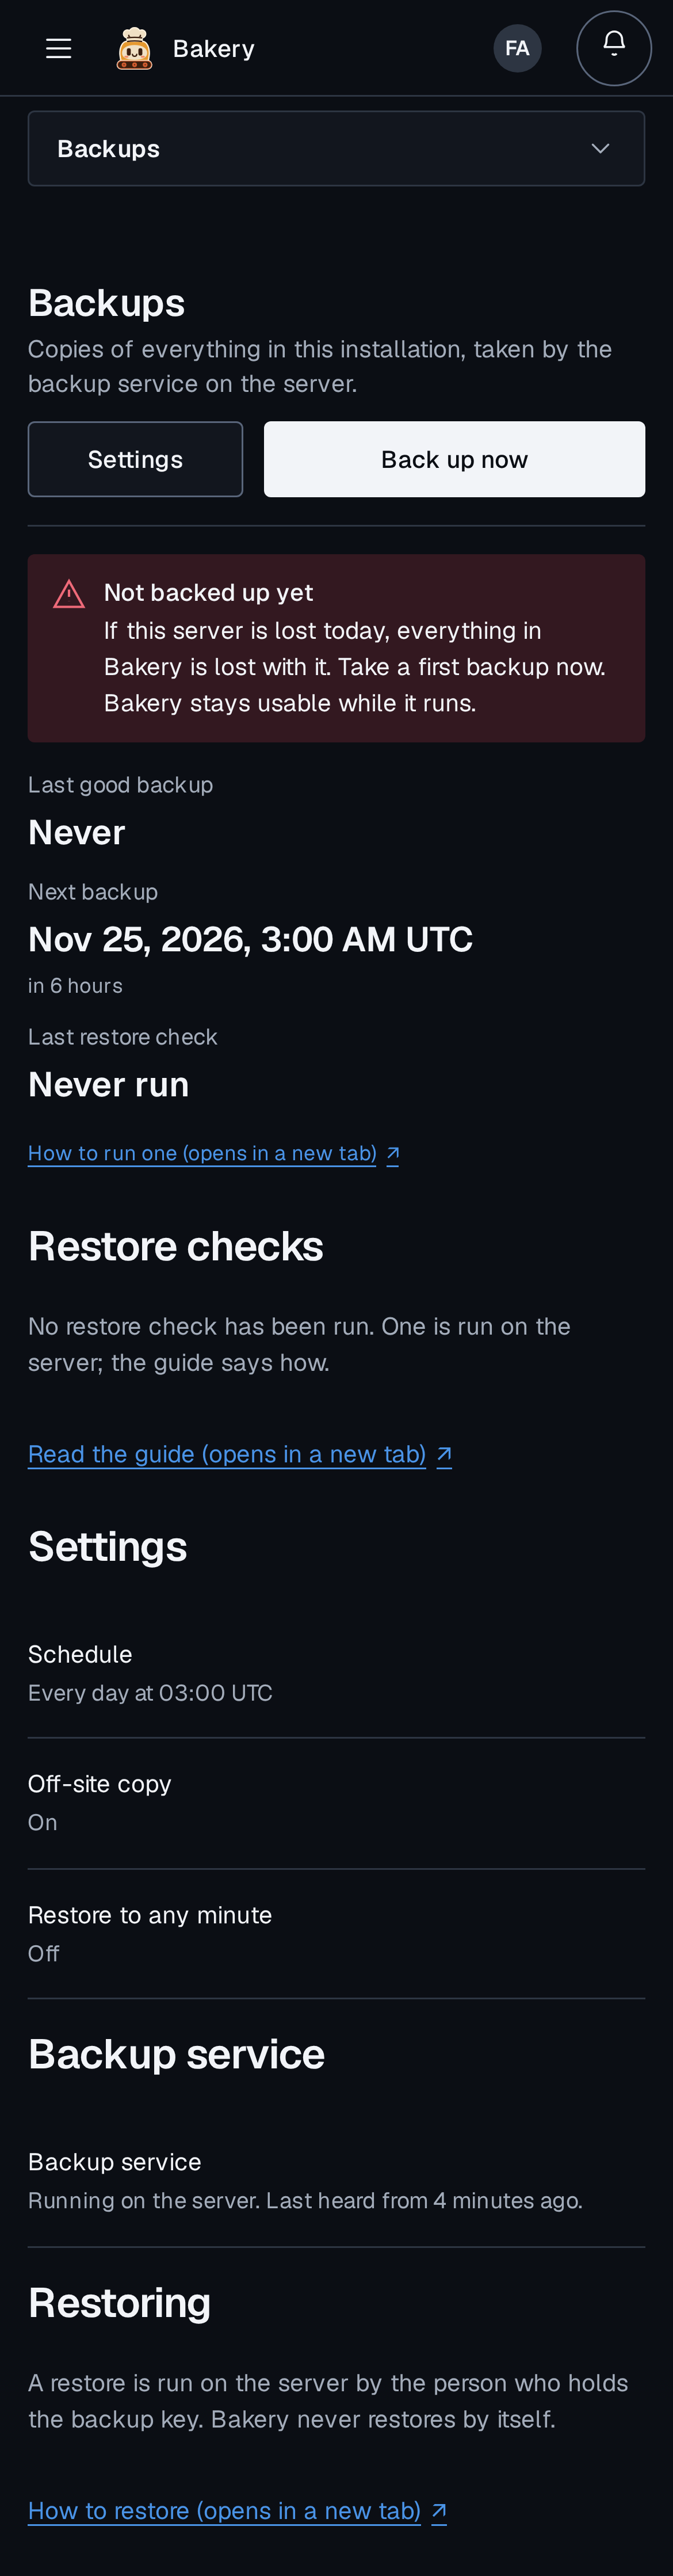 Bakery
FA
Backups
Backups
Copies of everything in this installation, taken by the
backup service on the server.
Settings
Back up now
Not backed up yet
If this server is lost today, everything in
Bakery is lost with it. Take a first backup now.
Bakery stays usable while it runs.
Last good backup
Never
Next backup
Nov 25, 2026, 3:00 AM UTC
in 6 hours
Last restore check
Never run
How to run one (opens in a new tab) ↗
Restore checks
No restore check has been run. One is run on the
server; the guide says how.
Read the guide (opens in a new tab) ↗
Settings
Schedule
Every day at 03:00 UTC
Off-site copy
On
Restore to any minute
Off
Backup service
Backup service
Running on the server. Last heard from 4 minutes ago.
Restoring
A restore is run on the server by the person who holds
the backup key. Bakery never restores by itself.
How to restore (opens in a new tab) ↗